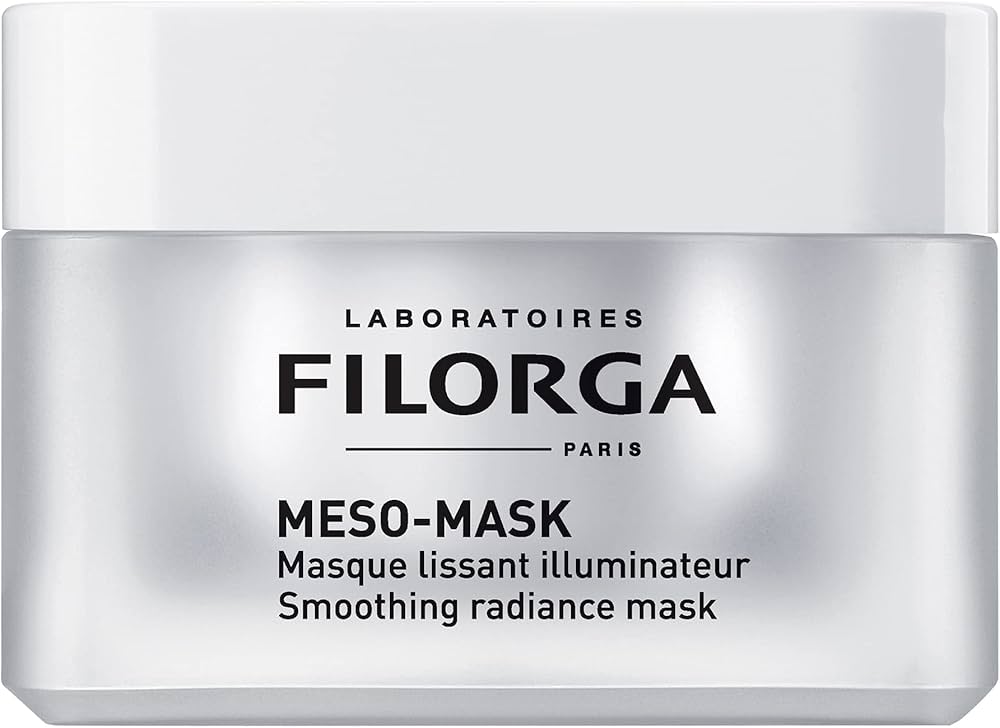 LABORATOIRES
FILORGA
PARIS
MESO-MASK
Masque lissant illuminateur
Smoothing radiance mask